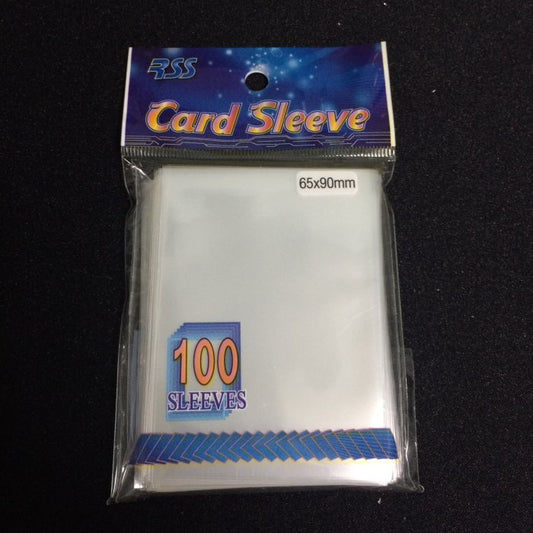 RSS
Card Sleeve
65x90mm
100
SLEEVES